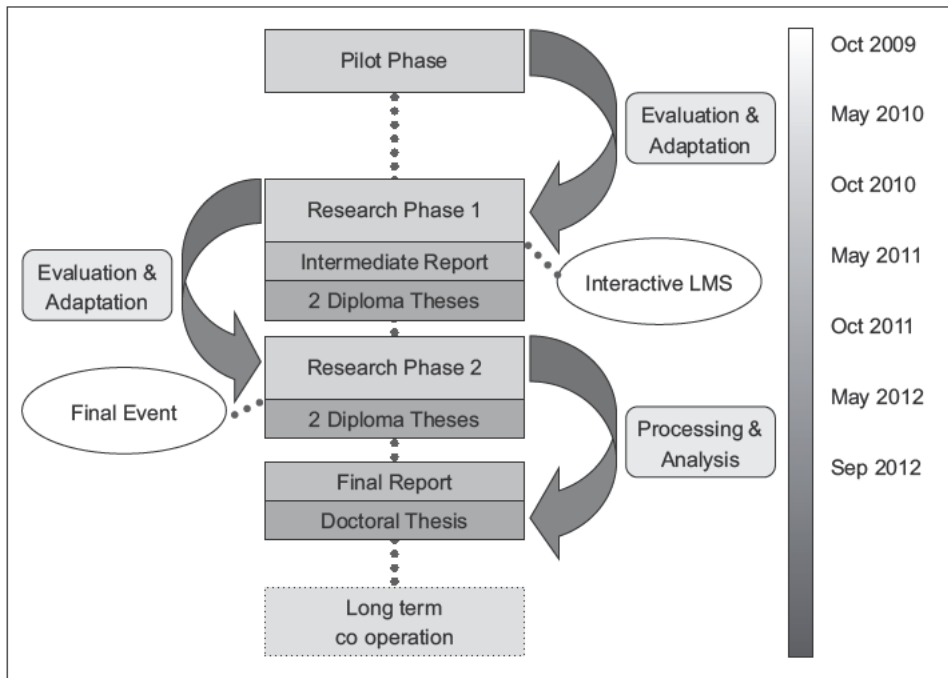 Pilot Phase
Evaluation &
Adaptation
Research Phase 1
Intermediate Report
2 Diploma Theses
Interactive LMS
Evaluation &
Adaptation
Research Phase 2
2 Diploma Theses
Final Event
Processing &
Analysis
Final Report
Doctoral Thesis
Long term
co operation
Oct 2009
May 2010
Oct 2010
May 2011
Oct 2011
May 2012
Sep 2012